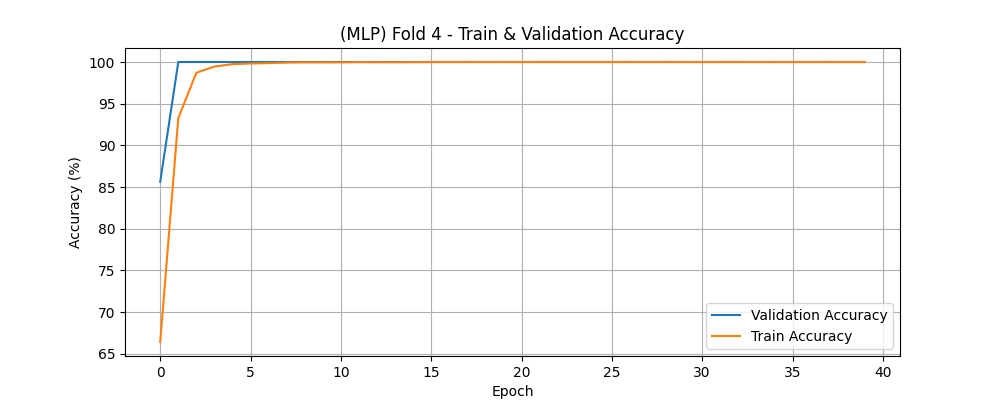 (MLP) Fold 4 - Train & Validation Accuracy
Accuracy (%)
100
95
90
85
80
75
70
65
0 5 10 15 20 25 30 35 40
Epoch
Validation Accuracy
Train Accuracy